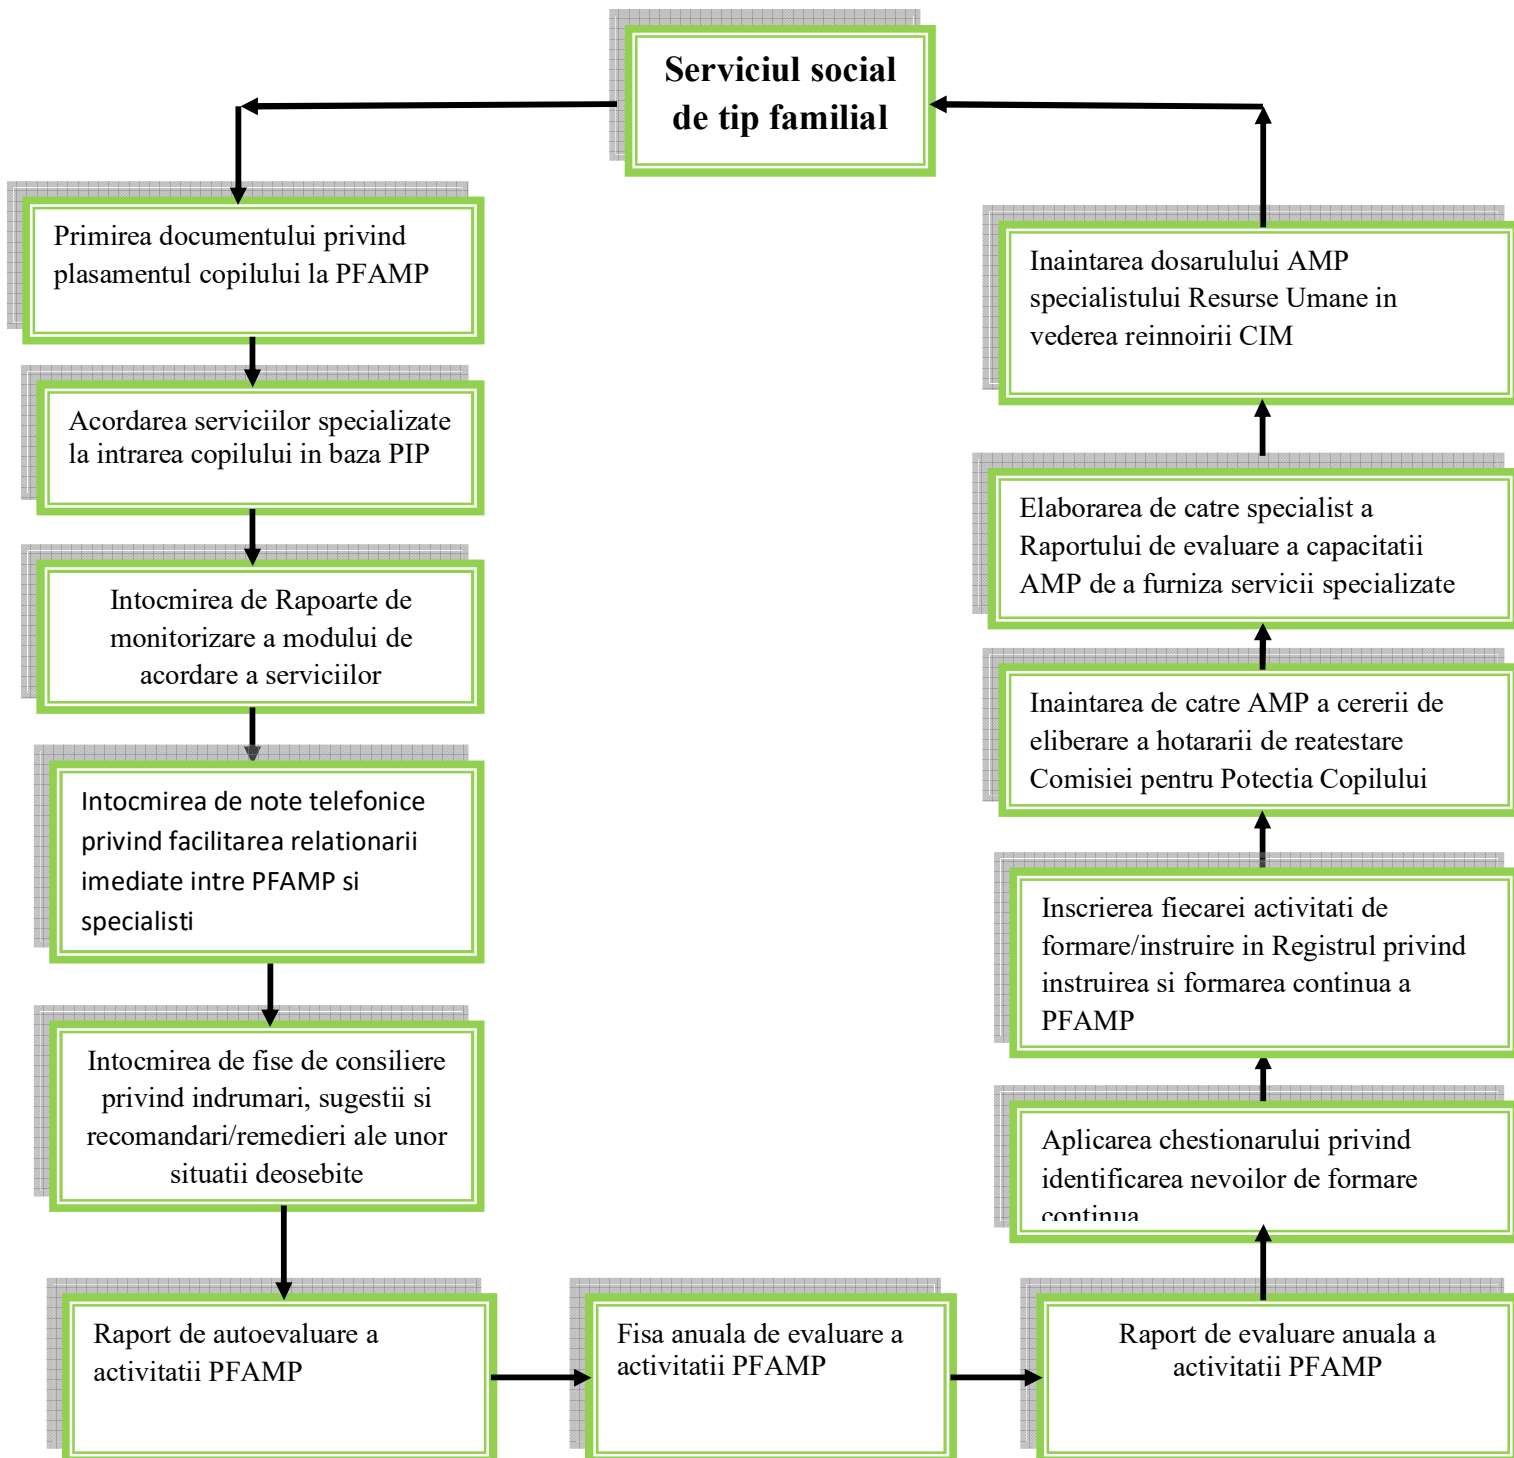 Serviciul social
de tip familial
Primirea documentului privind
plasamentul copilului la PFAMP
Acordarea serviciilor specializate
la intrarea copilului in baza PIP
Intocmirea de Rapoarte de
monitorizare a modului de
acordare a serviciilor
Intocmirea de note telefonice
privind facilitarea relationarii
imediate intre PFAMP si
specialisti
Intocmirea de fise de consiliere
privind indrumari, sugestii si
recomandari/remedieri ale unor
situatii deosebite
Raport de autoevaluare a
activitatii PFAMP
Fisa anuala de evaluare a
activitatii PFAMP
Raport de evaluare anuala a
activitatii PFAMP
Aplicarea chestionarului privind
identificarea nevoilor de formare
continua
Inscrierea fiecarei activitati de
formare/instruire in Registrul privind
instruirea si formarea continua a
PFAMP
Inaintarea de catre AMP a cererii de
eliberare a hotararii de reatestare
Comisiei pentru Potectia Copilului
Elaborarea de catre specialist a
Raportului de evaluare a capacitatii
AMP de a furniza servicii specializate
Inaintarea dosarulului AMP
specialistului Resurse Umane in
vederea reinnoirii CIM